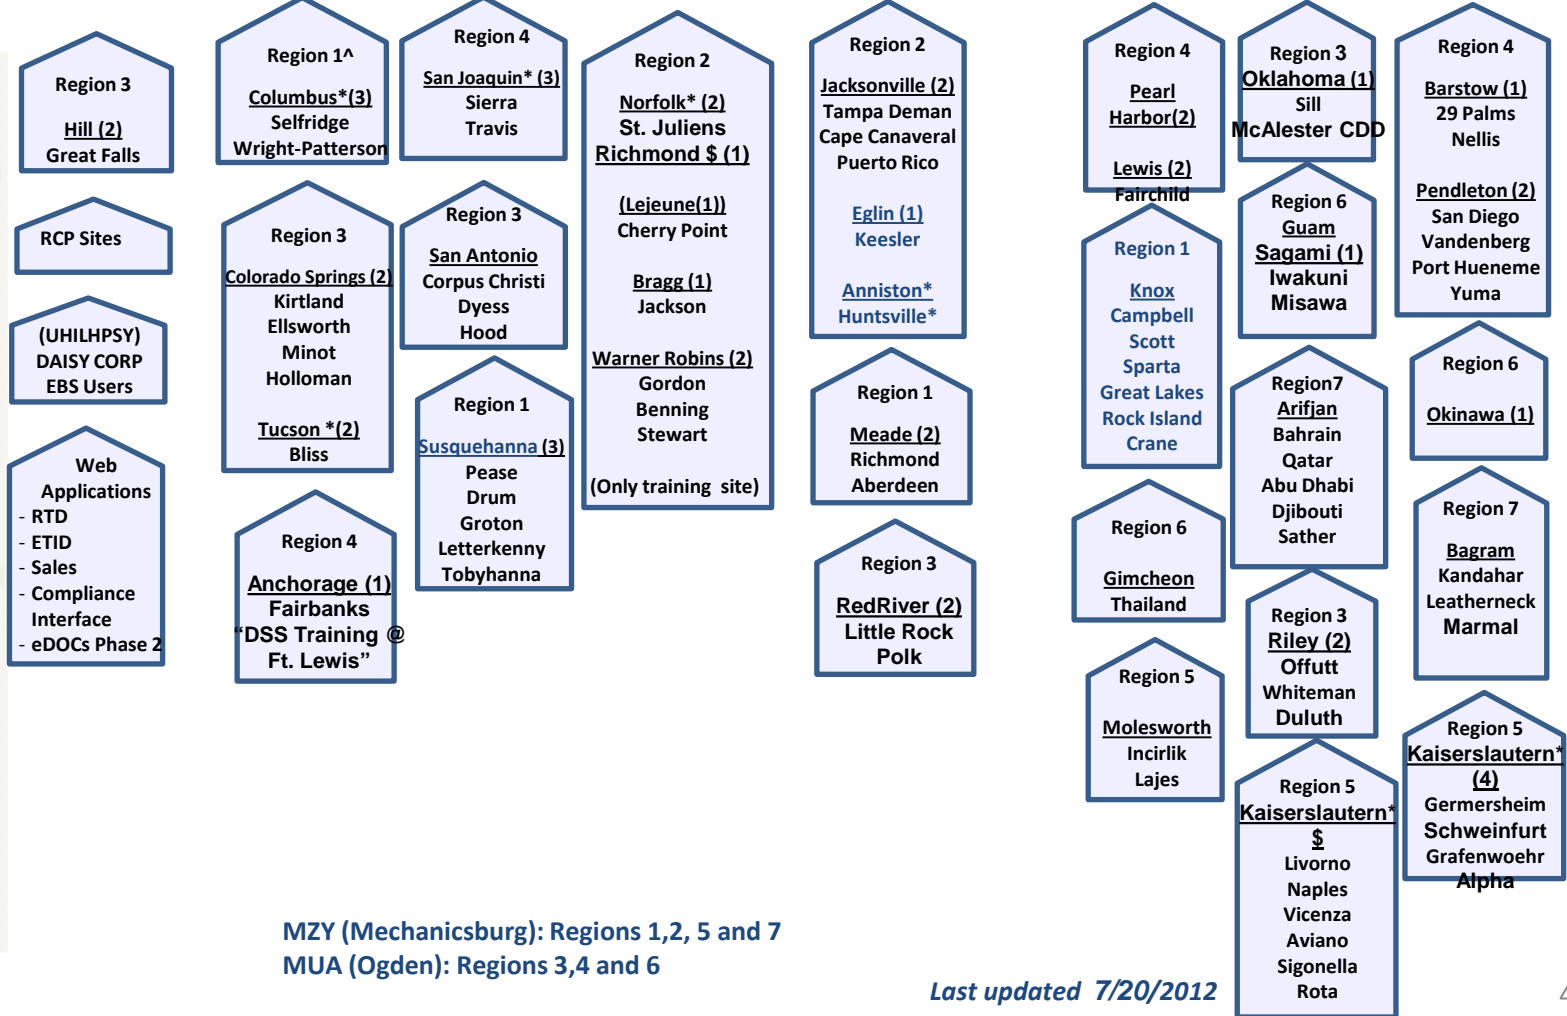 Region 3
Hill (2)
Great Falls
RCP Sites
(UHILHPSY)
DAISY CORP
EBS Users
Web
Applications
- RTD
- ETID
- Sales
- Compliance
Interface
- eDOCs Phase 2
Region 1^
Columbus*(3)
Selfridge
Wright-Patterson
Region 3
Colorado Springs (2)
Kirtland
Ellsworth
Minot
Holloman
Tucson *(2)
Bliss
Region 4
Anchorage (1)
Fairbanks
“DSS Training @
Ft. Lewis”
Region 4
San Joaquin* (3)
Sierra
Travis
Region 3
San Antonio
Corpus Christi
Dyess
Hood
Region 1
Susquehanna (3)
Pease
Drum
Groton
Letterkenny
Tobyhanna
Region 2
Norfolk* (2)
St. Juliens
Richmond $ (1)
(Lejeune(1))
Cherry Point
Bragg (1)
Jackson
Warner Robins (2)
Gordon
Benning
Stewart
(Only training site)
Region 2
Jacksonville (2)
Tampa Deman
Cape Canaveral
Puerto Rico
Eglin (1)
Keesler
Anniston*
Huntsville*
Region 1
Meade (2)
Richmond
Aberdeen
Region 3
RedRiver (2)
Little Rock
Polk
Region 4
Pearl
Harbor(2)
Lewis (2)
Fairchild
Region 1
Knox
Campbell
Scott
Sparta
Great Lakes
Rock Island
Crane
Region 6
Gimcheon
Thailand
Region 5
Molesworth
Incirlik
Lajes
Region 3
Oklahoma (1)
Sill
McAlester CDD
Region 6
Guam
Sagami (1)
Iwakuni
Misawa
Region7
Arifjan
Bahrain
Qatar
Abu Dhabi
Djibouti
Sather
Region 3
Riley (2)
Offutt
Whiteman
Duluth
Region 5
Kaiserslautern*
$
Livorno
Naples
Vicenza
Aviano
Sigonella
Rota
Region 4
Barstow (1)
29 Palms
Nellis
Pendleton (2)
San Diego
Vandenberg
Port Hueneme
Yuma
Region 6
Okinawa (1)
Region 7
Bagram
Kandahar
Leatherneck
Marmal
Region 5
Kaiserslautern*
(4)
Germersheim
Schweinfurt
Grafenwoehr
Alpha
MZY (Mechanicsburg): Regions 1,2, 5 and 7
MUA (Ogden): Regions 3,4 and 6
Last updated 7/20/2012